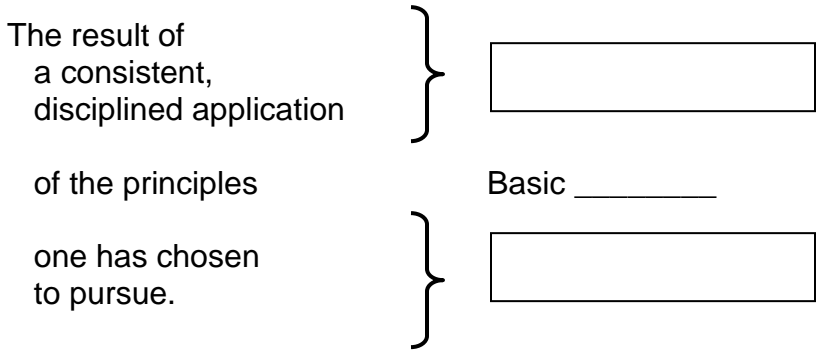 The result of
a consistent,
disciplined application
of the principles
Basic ________
one has chosen
to pursue.